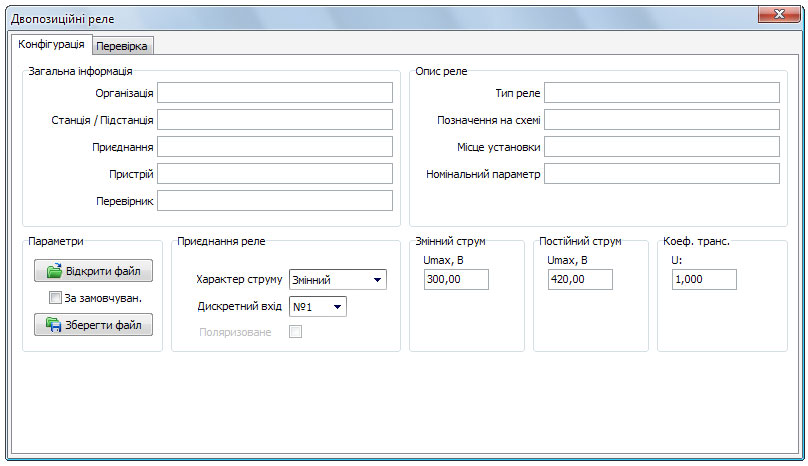 Двопозиційні реле
Конфігурація
Перевірка
Загальна інформація
Організація
Станція / Підстанція
Приєднання
Пристрій
Перевірник
Опис реле
Тип реле
Позначення на схемі
Місце установки
Номінальний параметр
Параметри
Відкрити файл
За замовчуван.
Зберегти файл
Приєднання реле
Характер струму Змінний
Дискретний вхід №1
Поляризоване
Змінний струм
Umax, В
300,00
Постійний струм
Umax, В
420,00
Коеф. транс.
U:
1,000